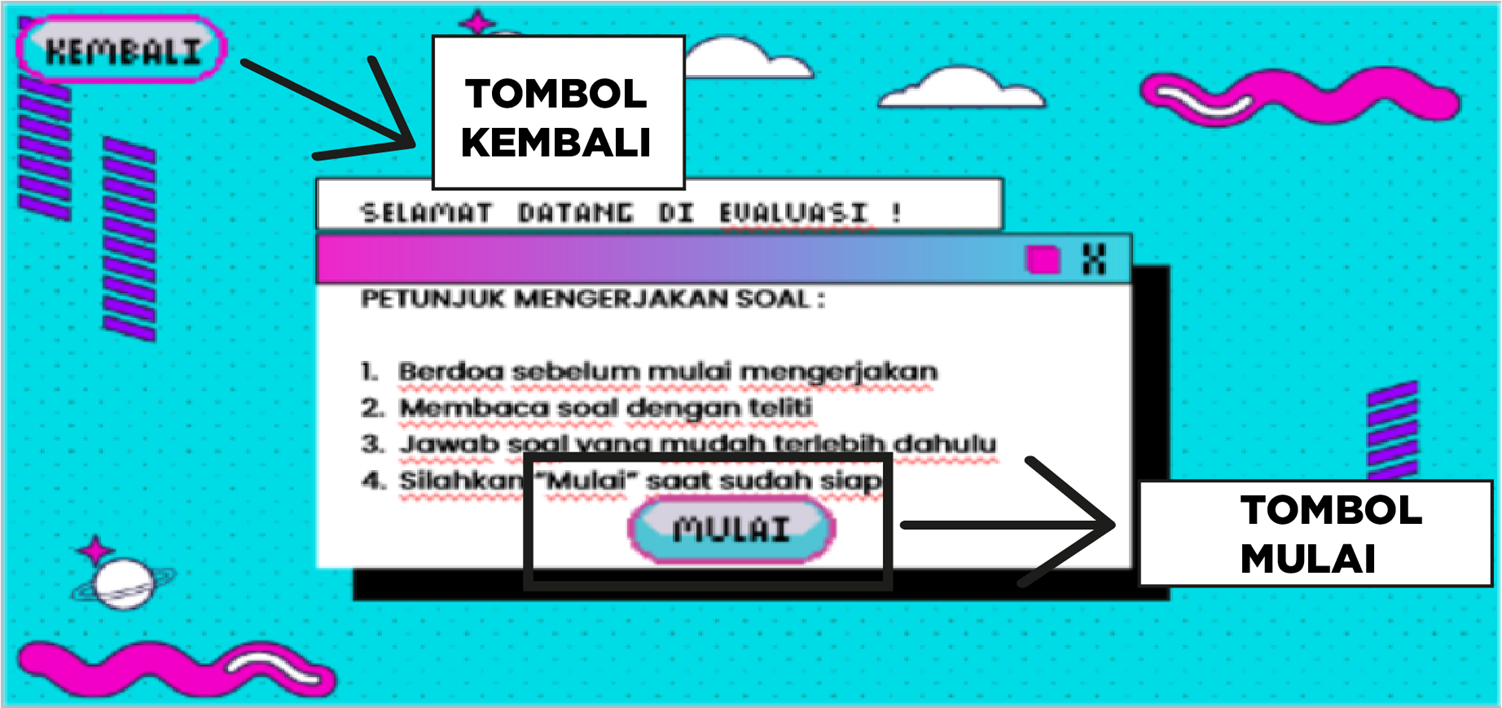 KEMBALI
TOMBOL
KEMBALI
SELAMAT DATANG DI EVALUASI !
X
PETUNJUK MENGERJAKAN SOAL :
1. Berdoa sebelum mulai mengerjakan
2. Membaca soal dengan teliti
3. Jawab soal yang mudah terlebih dahulu
4. Silahkan "Mulai" saat sudah siap
MULAI
TOMBOL
MULAI